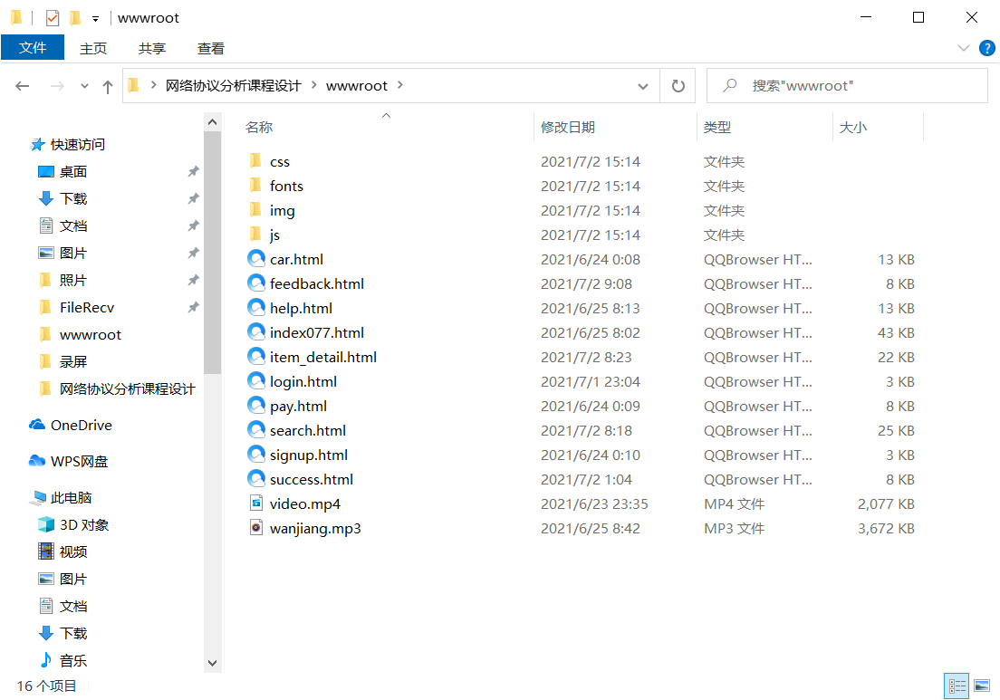 wwwroot
文件 主页 共享 查看
网络协议分析课程设计 wwwroot 搜索"wwwroot"
名称 修改日期 类型 大小
快速访问
桌面
下载
文档
图片
照片
FileRecv
wwwroot
录屏
网络协议分析课程设计
OneDrive
WPS网盘
此电脑
3D 对象
视频
图片
文档
下载
音乐
css 2021/7/2 15:14 文件夹
fonts 2021/7/2 15:14 文件夹
img 2021/7/2 15:14 文件夹
js 2021/7/2 15:14 文件夹
car.html 2021/6/24 0:08 QQBrowser HT... 13 KB
feedback.html 2021/7/2 9:08 QQBrowser HT... 8 KB
help.html 2021/6/25 8:13 QQBrowser HT... 13 KB
index077.html 2021/6/25 8:02 QQBrowser HT... 43 KB
item_detail.html 2021/7/2 8:23 QQBrowser HT... 22 KB
login.html 2021/7/1 23:04 QQBrowser HT... 3 KB
pay.html 2021/6/24 0:09 QQBrowser HT... 8 KB
search.html 2021/7/2 8:18 QQBrowser HT... 25 KB
signup.html 2021/6/24 0:10 QQBrowser HT... 3 KB
success.html 2021/7/2 1:04 QQBrowser HT... 8 KB
video.mp4 2021/6/23 23:35 MP4 文件 2,077 KB
wanjiang.mp3 2021/6/25 8:42 MP3 文件 3,672 KB
16 个项目